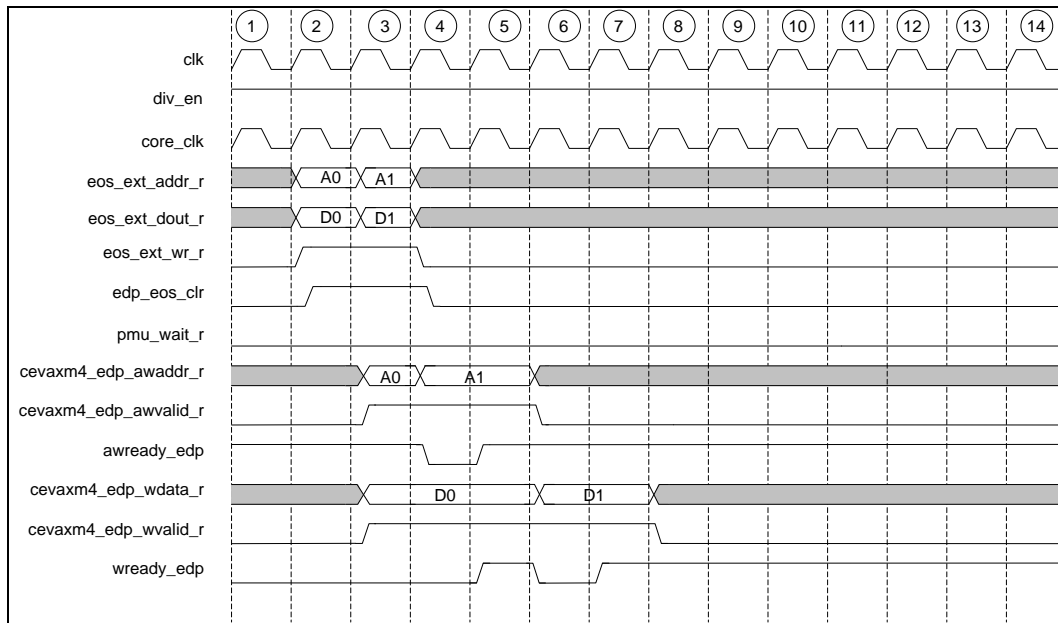 1 2 3 4 5 6 7 8 9 10 11 12 13 14
clk
div_en
core_clk
eos_ext_addr_r A0 A1
eos_ext_dout_r D0 D1
eos_ext_wr_r
edp_eos_clr
pmu_wait_r
cevaxm4_edp_awaddr_r A0 A1
cevaxm4_edp_awvalid_r
awready_edp
cevaxm4_edp_wdata_r D0 D1
cevaxm4_edp_wvalid_r
wready_edp